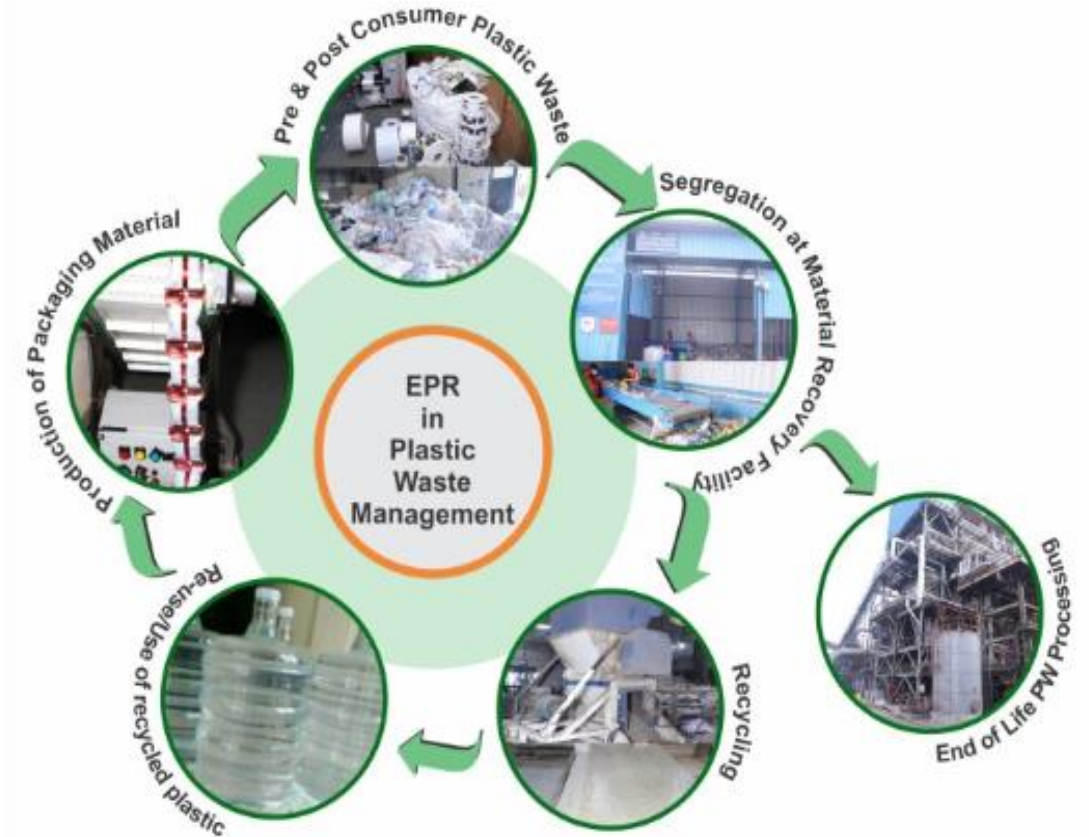 Pre & Post Consumer Plastic Waste
Segregation at Material Recovery Facility
Production of Packaging Material
EPR
in
Plastic
Waste
Management
Re-use/Use of recycled plastic
Recycling
End of Life PW Processing